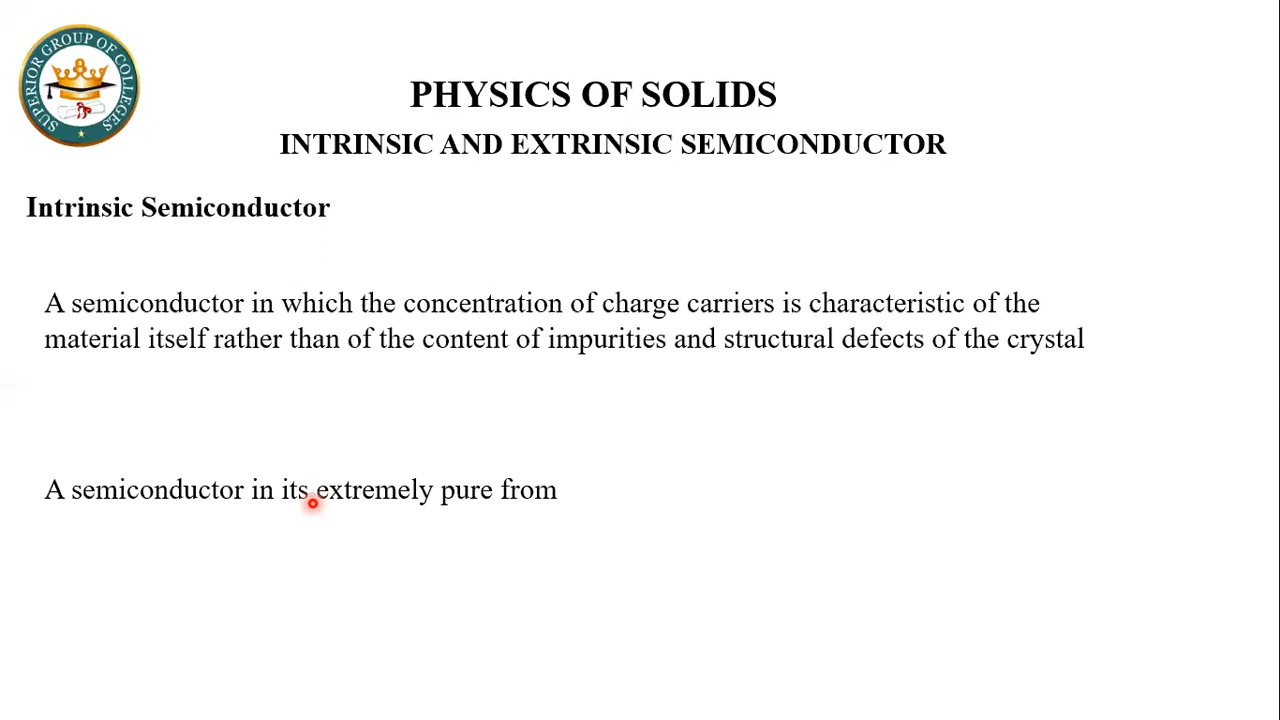 SUPERIOR GROUP OF COLLEGES
PHYSICS OF SOLIDS
INTRINSIC AND EXTRINSIC SEMICONDUCTOR
Intrinsic Semiconductor
A semiconductor in which the concentration of charge carriers is characteristic of the
material itself rather than of the content of impurities and structural defects of the crystal
A semiconductor in its extremely pure from